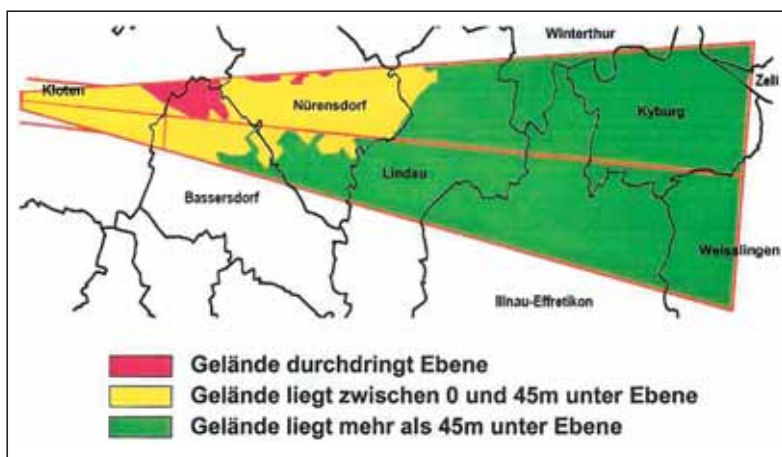 Winterthur
Kloten
Zell
Nürensdorf
Kyburg
Lindau
Bassersdorf
Weisslingen
Illnau-Effretikon
Gelände durchdringt Ebene
Gelände liegt zwischen 0 und 45m unter Ebene
Gelände liegt mehr als 45m unter Ebene